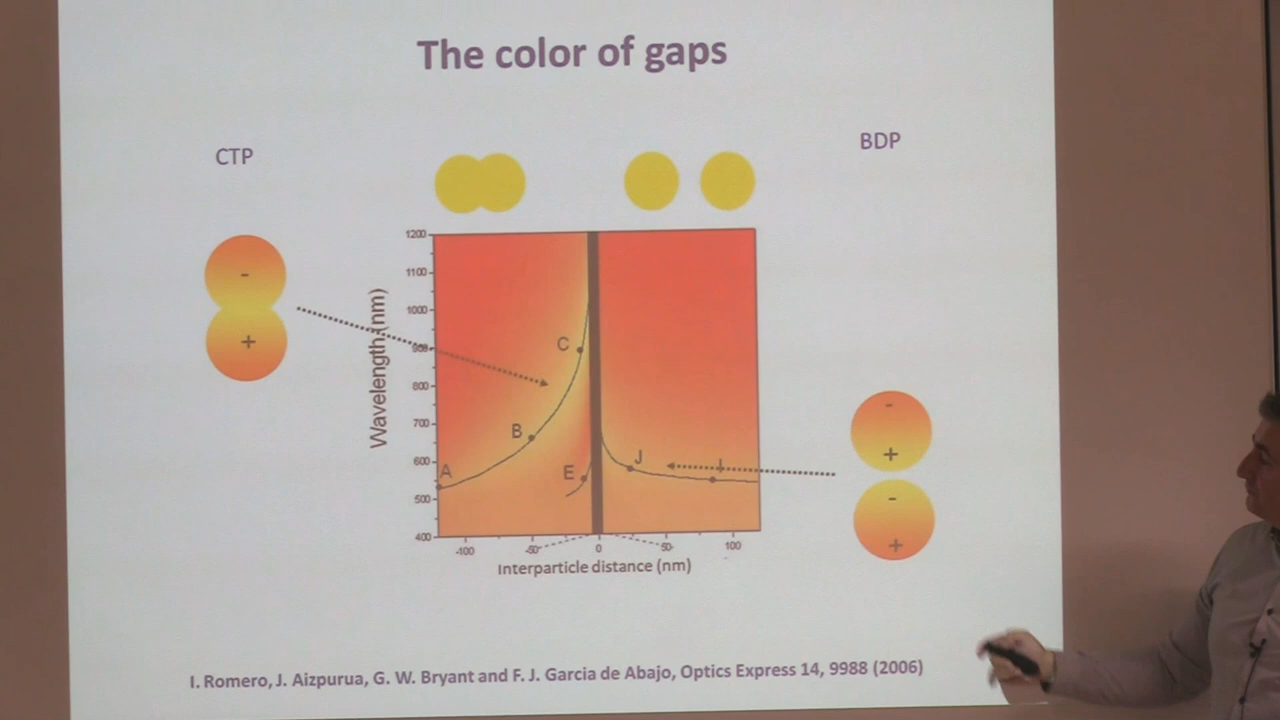 The color of gaps
CTP
BDP
-
+
-
+
-
+
Wavelength (nm)
1200
1100
1000
900
800
700
600
500
400
A
B
C
E
J
I
-100
-50
0
50
100
Interparticle distance (nm)
I. Romero, J. Aizpurua, G. W. Bryant and F. J. Garcia de Abajo, Optics Express 14, 9988 (2006)